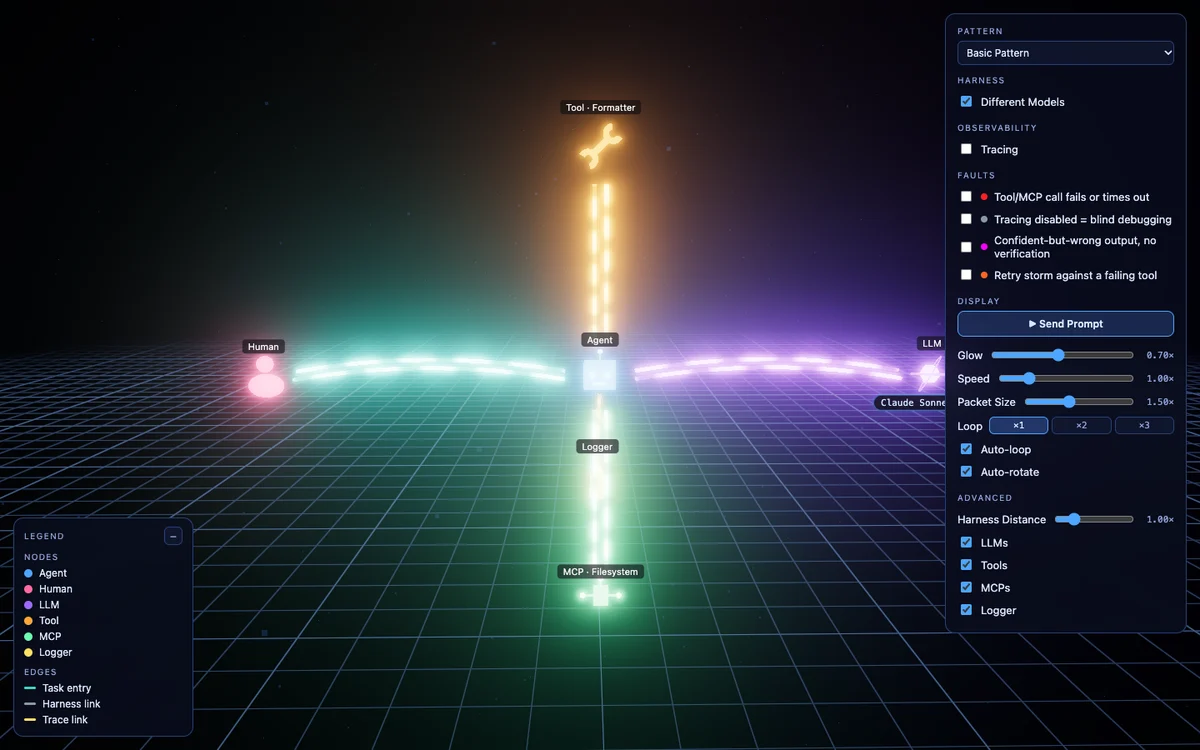 Tool · Formatter
Human
Agent
LLM
Claude Sonne
Logger
MCP · Filesystem
LEGEND
–
NODES
Agent
Human
LLM
Tool
MCP
Logger
EDGES
Task entry
Harness link
Trace link
PATTERN
Basic Pattern
HARNESS
Different Models
OBSERVABILITY
Tracing
FAULTS
Tool/MCP call fails or times out
Tracing disabled = blind debugging
Confident-but-wrong output, no
verification
Retry storm against a failing tool
DISPLAY
▶ Send Prompt
Glow 0.70×
Speed 1.00×
Packet Size 1.50×
Loop ×1 ×2 ×3
Auto-loop
Auto-rotate
ADVANCED
Harness Distance 1.00×
LLMs
Tools
MCPs
Logger